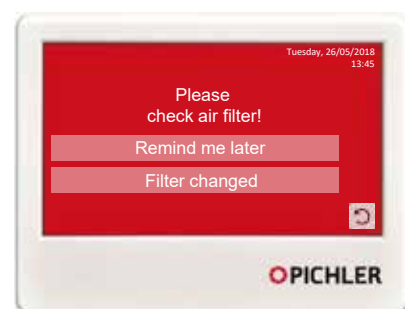 Tuesday, 26/05/2018
13:45
Please
check air filter!
Remind me later
Filter changed
PICHLER